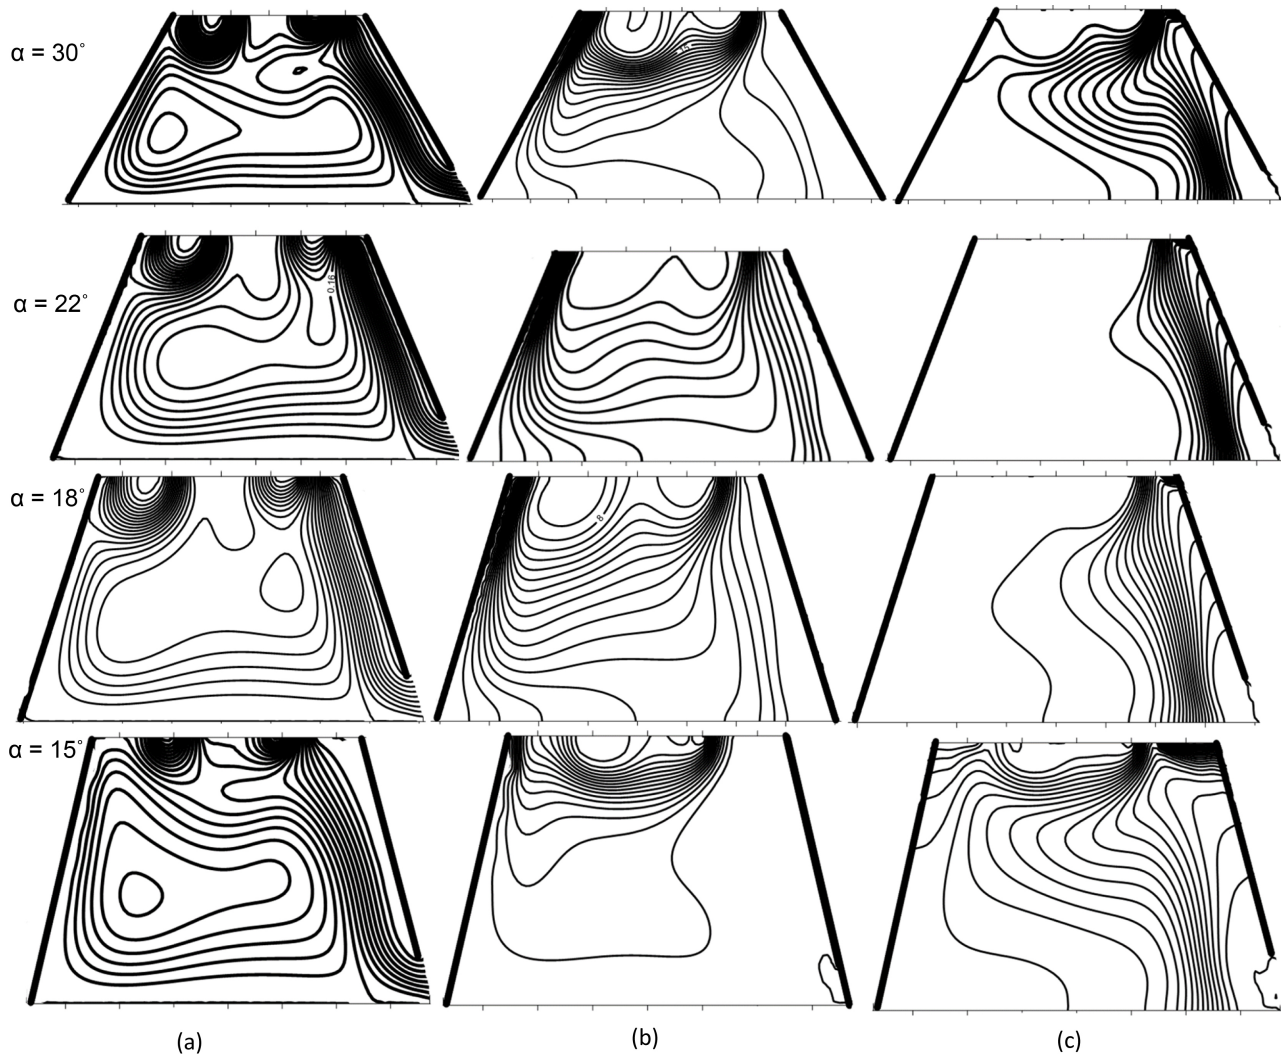 α = 30°
α = 22°
0.16
α = 18°
8
α = 15°
(a) (b) (c)